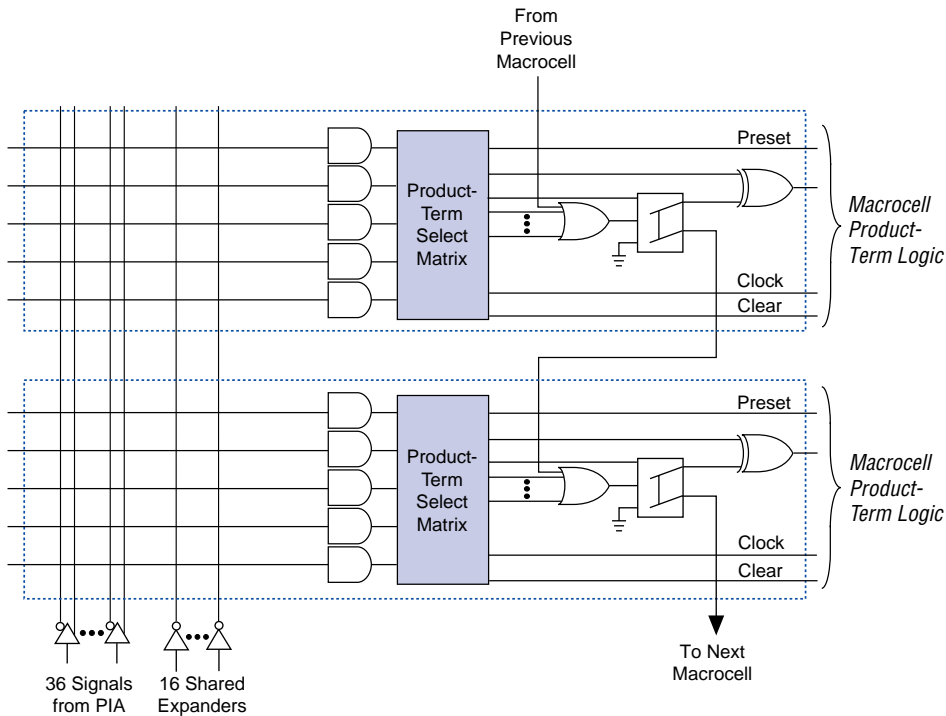 From
Previous
Macrocell
Preset
Product-
Term
Select
Matrix
Macrocell
Product-
Term Logic
Clock
Clear
Preset
Product-
Term
Select
Matrix
Macrocell
Product-
Term Logic
Clock
Clear
36 Signals
from PIA
16 Shared
Expanders
To Next
Macrocell